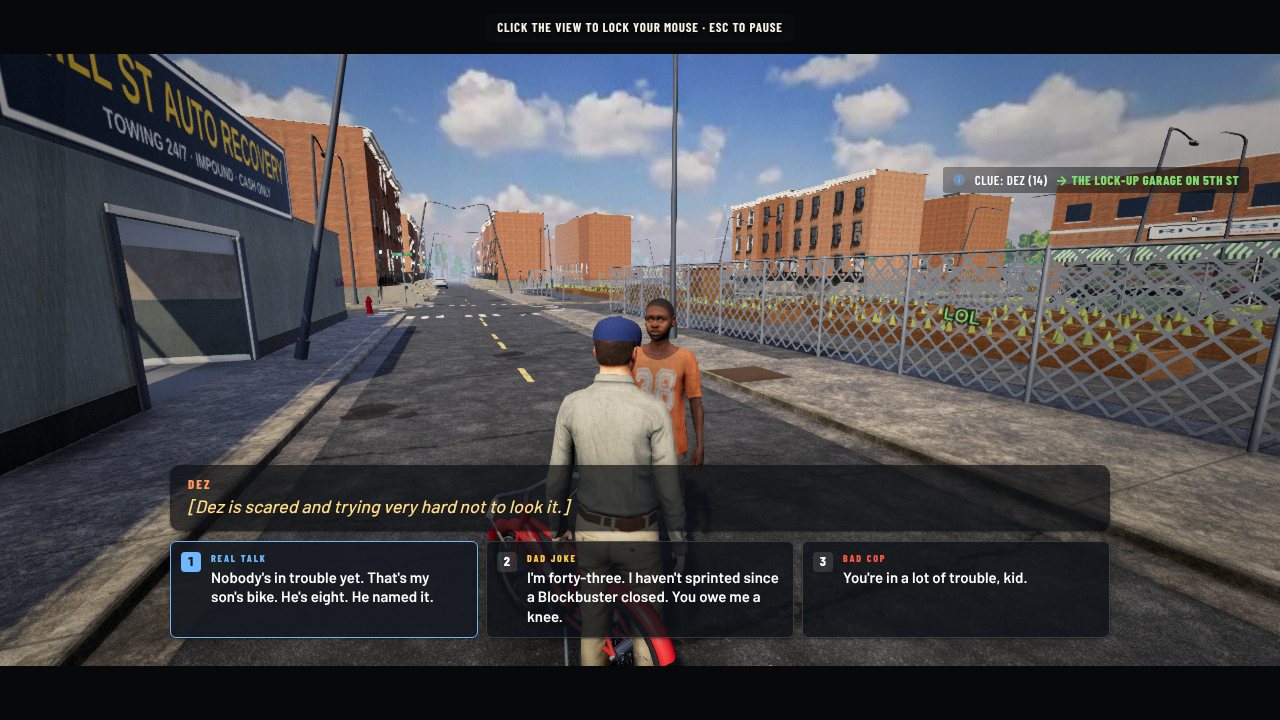 CLICK THE VIEW TO LOCK YOUR MOUSE · ESC TO PAUSE
ST AUTO RECOVERY
TOWING 24/7 · IMPOUND · CASH ONLY
i CLUE: DEZ (14) → THE LOCK-UP GARAGE ON 5TH ST
LOL
38
DEZ
[Dez is scared and trying very hard not to look it.]
1 REAL TALK
Nobody's in trouble yet. That's my
son's bike. He's eight. He named it.
2 DAD JOKE
I'm forty-three. I haven't sprinted since
a Blockbuster closed. You owe me a
knee.
3 BAD COP
You're in a lot of trouble, kid.